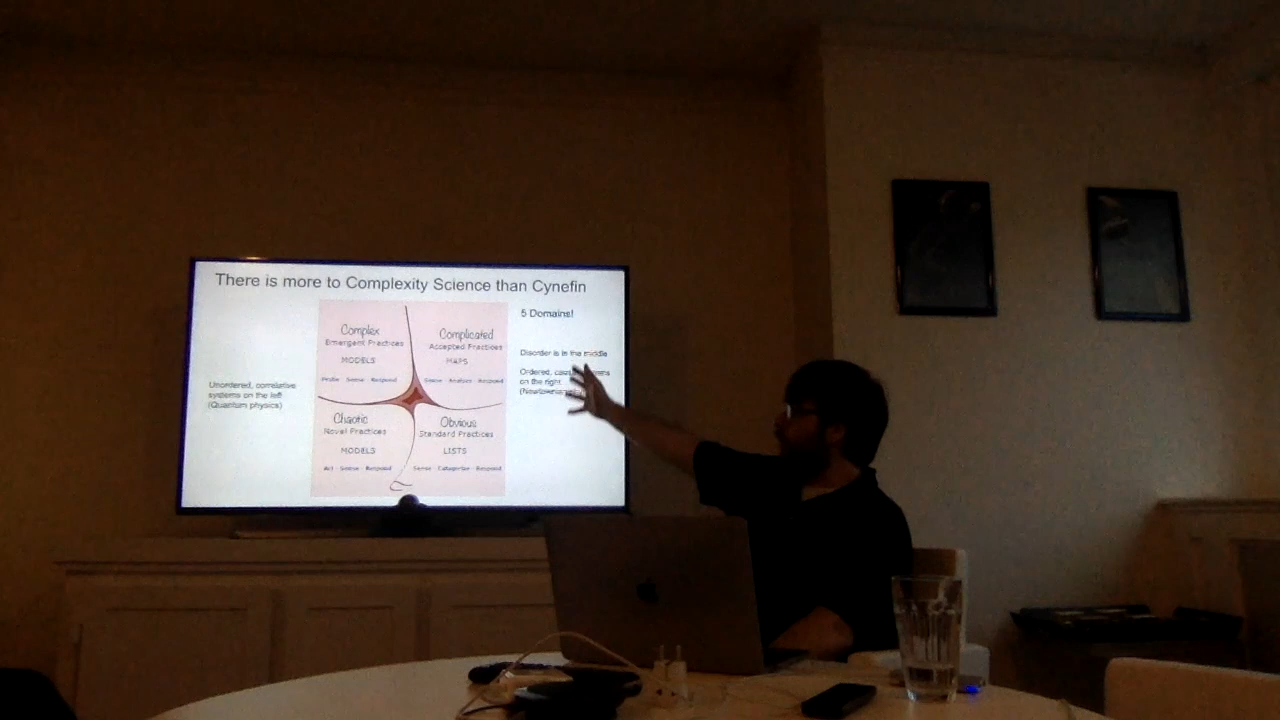 There is more to Complexity Science than Cynefin
5 Domains!
Complex
Emergent Practices
MODELS
Probe - Sense - Respond
Complicated
Accepted Practices
MAPS
Sense - Analyse - Respond
Disorder is in the middle
Ordered,
on the right
Unordered, correlative
systems on the left
(Quantum physics)
Chaotic
Novel Practices
MODELS
Act - Sense - Respond
Obvious
Standard Practices
LISTS
Sense - Categorise - Respond